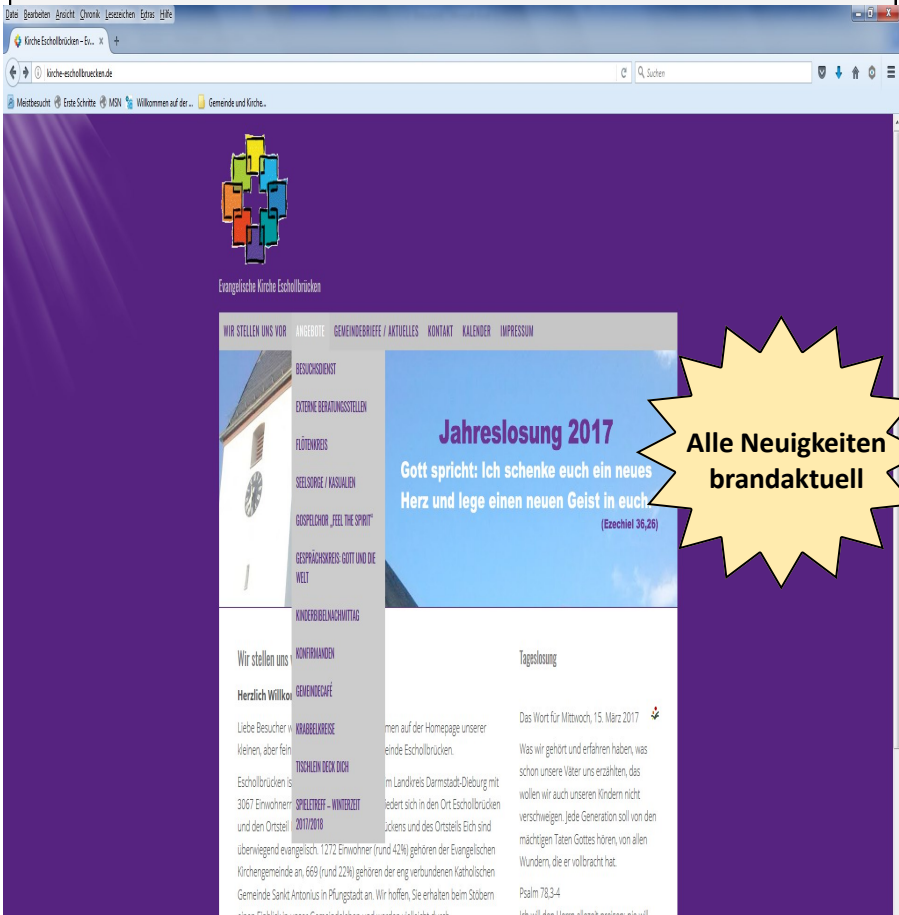 Datei Bearbeiten Ansicht Chronik Lesezeichen Extras Hilfe
Kirche Eschollbrücken – Ev... × +
kirche-eschollbruecken.de
Suchen
Meistbesucht Erste Schritte MSN Willkommen auf der ... Gemeinde und Kirche...
Evangelische Kirche Eschollbrücken
WIR STELLEN UNS VOR ANGEBOTE GEMEINDEBRIEFE / AKTUELLES KONTAKT KALENDER IMPRESSUM
BESUCHSDIENST
EXTERNE BERATUNGSSTELLEN
FLÖTENKREIS
SEELSORGE / KASUALIEN
GOSPELCHOR „FEEL THE SPIRIT“
GESPRÄCHSKREIS: GOTT UND DIE
WELT
KINDERBIBELNACHMITTAG
KONFIRMANDEN
GEMEINDECAFÉ
KRABBELKREISE
TISCHLEIN DECK DICH
SPIELETREFF – WINTERZEIT
2017/2018
Jahreslosung 2017
Gott spricht: Ich schenke euch ein neues
Herz und lege einen neuen Geist in euch.
(Ezechiel 36,26)
Alle Neuigkeiten
brandaktuell
Wir stellen uns
Herzlich
Liebe Besucher men auf der Homepage unserer
kleinen, aber fein einde Eschollbrücken.
Eschollbrücken is m Landkreis Darmstadt-Dieburg mit
3067 Einwohnern iedert sich in den Ort Eschollbrücken
und den Ortsteil ückens und des Ortsteils Eich sind
überwiegend evangelisch. 1272 Einwohner (rund 42%) gehören der Evangelischen
Kirchengemeinde an, 669 (rund 22%) gehören der eng verbundenen Katholischen
Gemeinde Sankt Antonius in Pfungstadt an. Wir hoffen, Sie erhalten beim Stöbern
Tageslosung
Das Wort für Mittwoch, 15. März 2017
Was wir gehört und erfahren haben, was
schon unsere Väter uns erzählten, das
wollen wir auch unseren Kindern nicht
verschweigen. Jede Generation soll von den
mächtigen Taten Gottes hören, von allen
Wundern, die er vollbracht hat.
Psalm 78,3-4